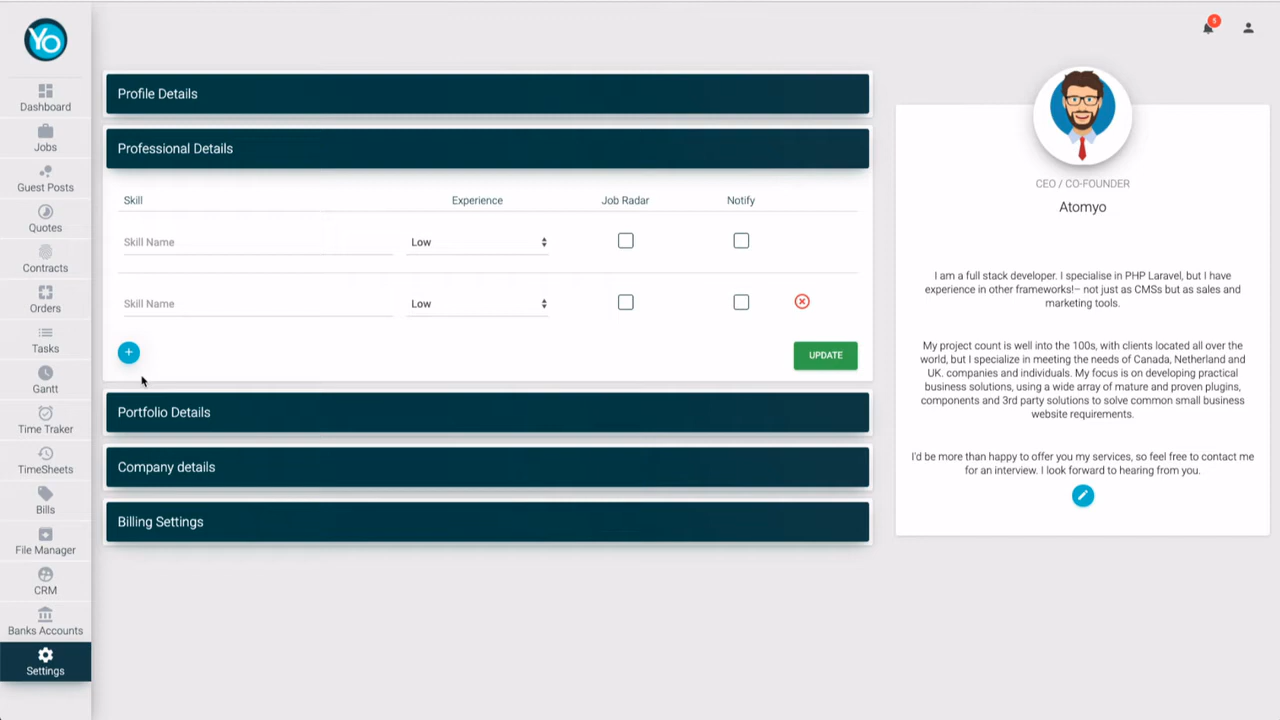 YO
Dashboard
Jobs
Guest Posts
Quotes
Contracts
Orders
Tasks
Gantt
Time Traker
TimeSheets
Bills
File Manager
CRM
Banks Accounts
Settings
Profile Details
Professional Details
Skill Experience Job Radar Notify
Skill Name Low
Skill Name Low
+
UPDATE
Portfolio Details
Company details
Billing Settings
5
CEO / CO-FOUNDER
Atomyo
I am a full stack developer. I specialise in PHP Laravel, but I have
experience in other frameworks!– not just as CMSs but as sales and
marketing tools.
My project count is well into the 100s, with clients located all over the
world, but I specialize in meeting the needs of Canada, Netherland and
UK. companies and individuals. My focus is on developing practical
business solutions, using a wide array of mature and proven plugins,
components and 3rd party solutions to solve common small business
website requirements.
I'd be more than happy to offer you my services, so feel free to contact me
for an interview. I look forward to hearing from you.